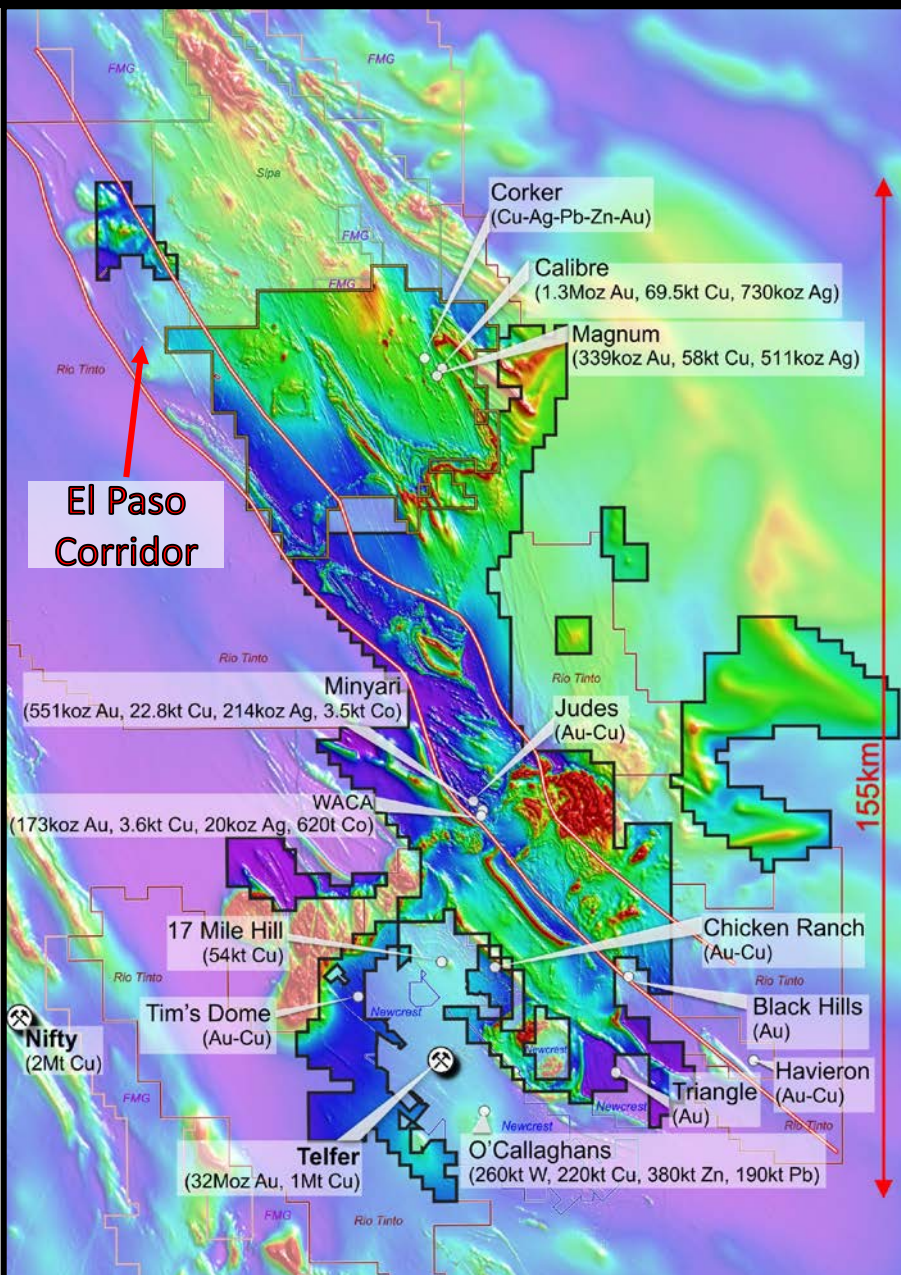 FMG
FMG
Sipa
Corker
(Cu-Ag-Pb-Zn-Au)
FMG
Calibre
(1.3Moz Au, 69.5kt Cu, 730koz Ag)
FMG
Magnum
(339koz Au, 58kt Cu, 511koz Ag)
Rio Tinto
El Paso
Corridor
155km
Rio Tinto
Rio Tinto
Minyari
(551koz Au, 22.8kt Cu, 214koz Ag, 3.5kt Co)
Judes
(Au-Cu)
WACA
(173koz Au, 3.6kt Cu, 20koz Ag, 620t Co)
17 Mile Hill
(54kt Cu)
Chicken Ranch
(Au-Cu)
Rio Tinto
Rio Tinto
Tim's Dome
(Au-Cu)
Newcrest
Black Hills
(Au)
Nifty
(2Mt Cu)
Newcrest
Havieron
(Au-Cu)
Triangle
(Au)
FMG
Newcrest
Newcrest
Rio Tinto
Telfer
(32Moz Au, 1Mt Cu)
O'Callaghans
(260kt W, 220kt Cu, 380kt Zn, 190kt Pb)
FMG
Rio Tinto